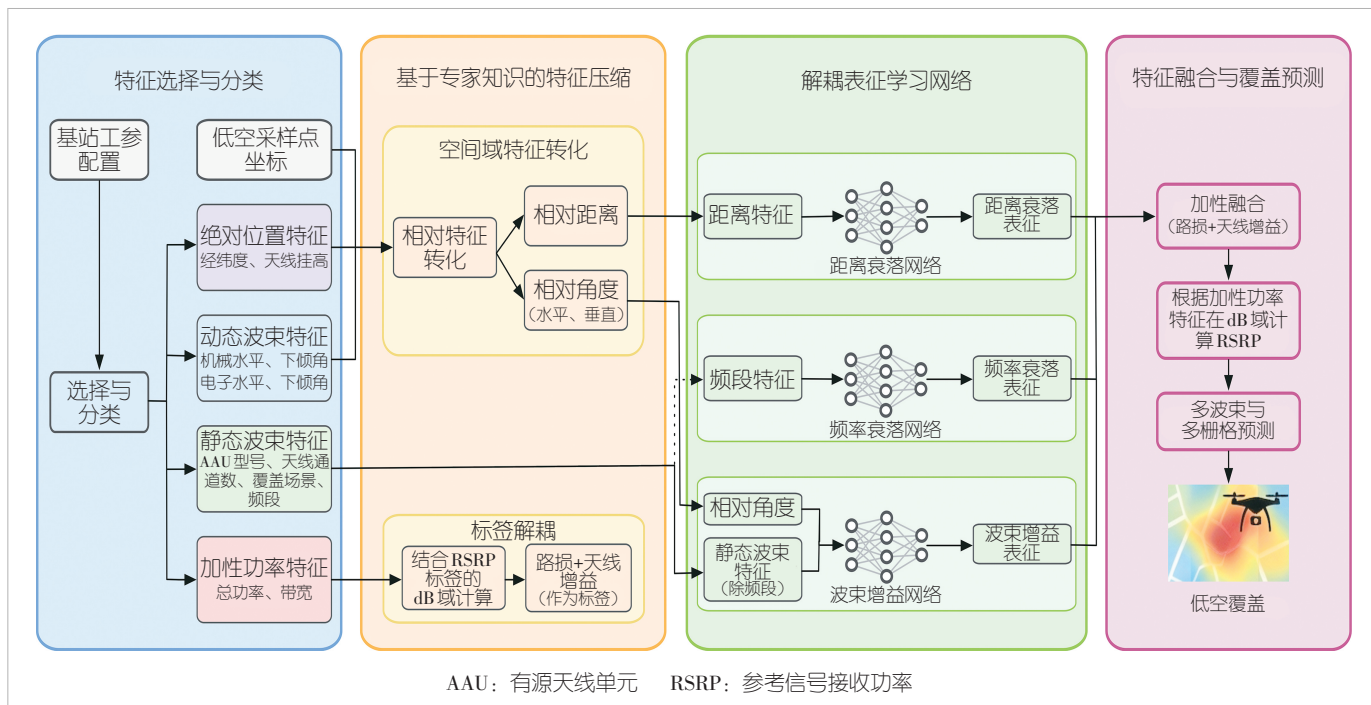 特征选择与分类
基站工参
配置
低空采样点
坐标
绝对位置特征
经纬度、天线挂高
动态波束特征
机械水平、下倾角
电子水平、下倾角
选择与
分类
静态波束特征
AAU型号、天线通
道数、覆盖场景、
频段
加性功率特征
总功率、带宽
基于专家知识的特征压缩
空间域特征转化
相对特征
转化
相对距离
相对角度
（水平、垂直）
标签解耦
结合RSRP
标签的
dB域计算
路损+天线
增益
（作为标签）
解耦表征学习网络
距离特征
距离衰落网络
距离衰落
表征
频段特征
频率衰落网络
频率衰落
表征
相对角度
静态波束
特征
（除频段）
波束增益网络
波束增益
表征
特征融合与覆盖预测
加性融合
（路损+天线增益）
根据加性功率
特征在dB域计
算RSRP
多波束与
多栅格预测
低空覆盖
AAU：有源天线单元 RSRP：参考信号接收功率